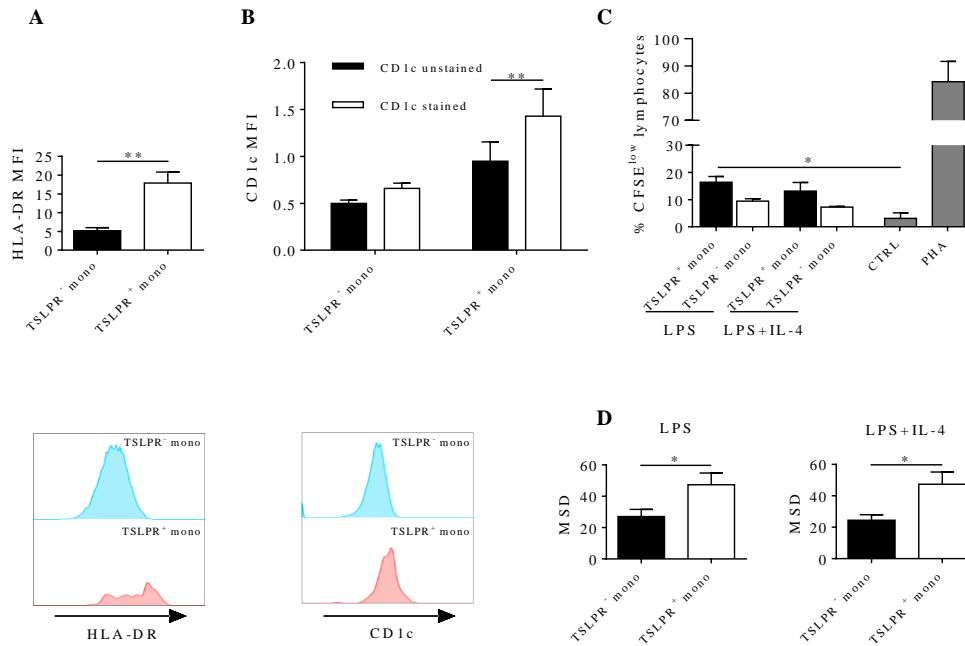 A
HLA-DR MFI
25
20
15
10
5
0
**
TSLPR- mono
TSLPR+ mono
B
CD1c MFI
2.0
1.5
1.0
0.5
0.0
CD1c unstained
CD1c stained
**
TSLPR- mono
TSLPR+ mono
C
% CFSElow lymphocytes
100
90
80
70
30
20
10
0
*
TSLPR+ mono
TSLPR- mono
TSLPR+ mono
TSLPR- mono
CTRL
PHA
LPS
LPS+IL-4
TSLPR- mono
TSLPR+ mono
HLA-DR
TSLPR- mono
TSLPR+ mono
CD1c
D
LPS
MSD
60
40
20
0
*
TSLPR- mono
TSLPR+ mono
LPS+IL-4
MSD
60
40
20
0
*
TSLPR- mono
TSLPR+ mono